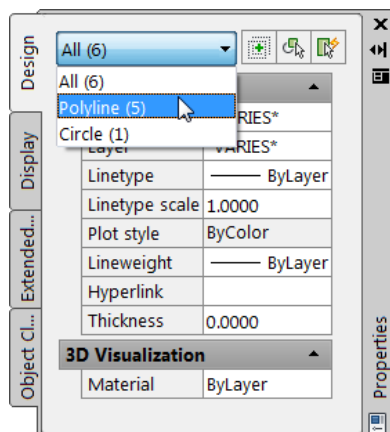 Design
Display
Extended...
Object Cl...
All (6)
All (6)
Polyline (5)
Circle (1)
RIES*
Layer *VARIES*
Linetype ByLayer
Linetype scale 1.0000
Plot style ByColor
Lineweight ByLayer
Hyperlink
Thickness 0.0000
3D Visualization
Material ByLayer
Properties